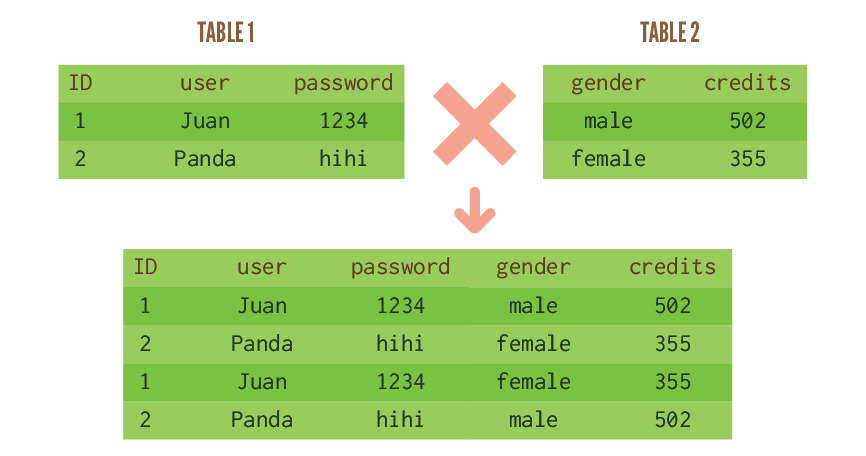 TABLE 1 TABLE 2
ID user password gender credits
1 Juan 1234 male 502
2 Panda hihi female 355
ID user password gender credits
1 Juan 1234 male 502
2 Panda hihi female 355
1 Juan 1234 female 355
2 Panda hihi male 502